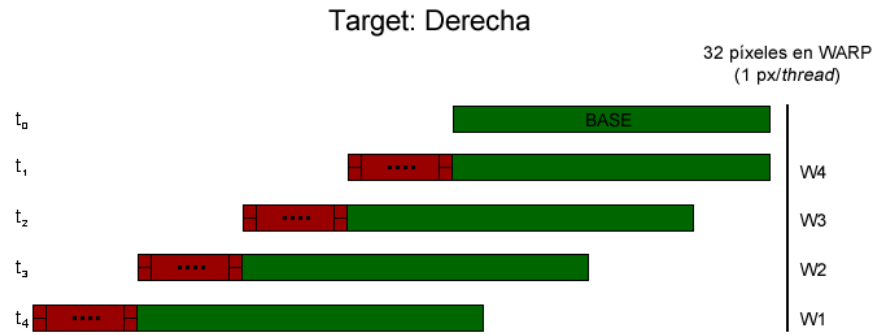 Target: Derecha
32 píxeles en WARP
(1 px/thread)
t₀ BASE
t₁ .... W4
t₂ .... W3
t₃ .... W2
t₄ .... W1